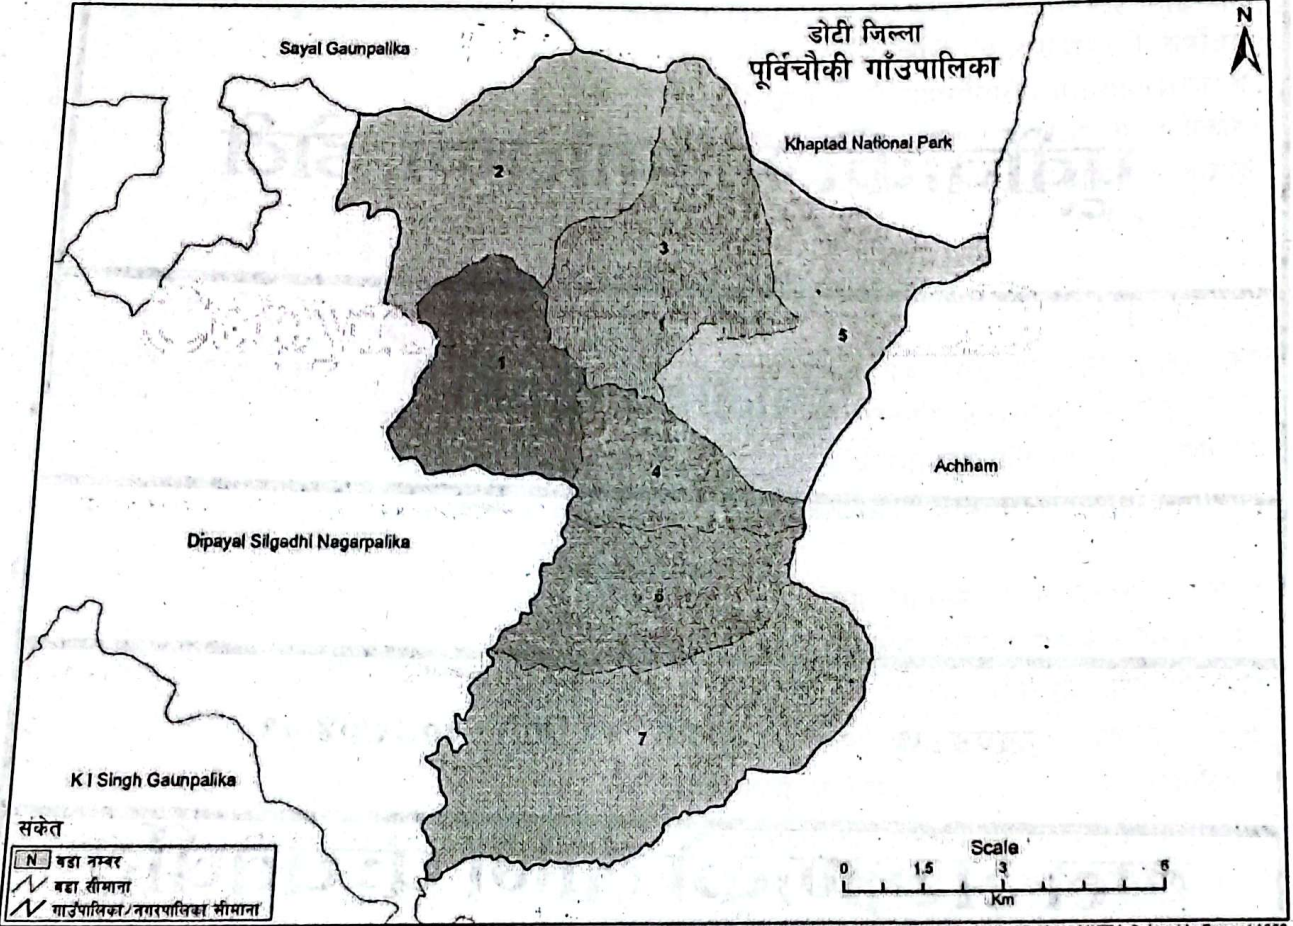 डोटी जिल्ला
पूर्विचौकी गाँउपालिका
N
Sayal Gaunpalika
Khaptad National Park
2
3
5
1
4
Achham
Dipayal Silgadhi Nagarpalika
6
7
K I Singh Gaunpalika
संकेत
N वडा नम्बर
वडा सीमाना
गाउँपालिका/नगरपालिका सीमाना
Scale
0 1.5 3 6
Km